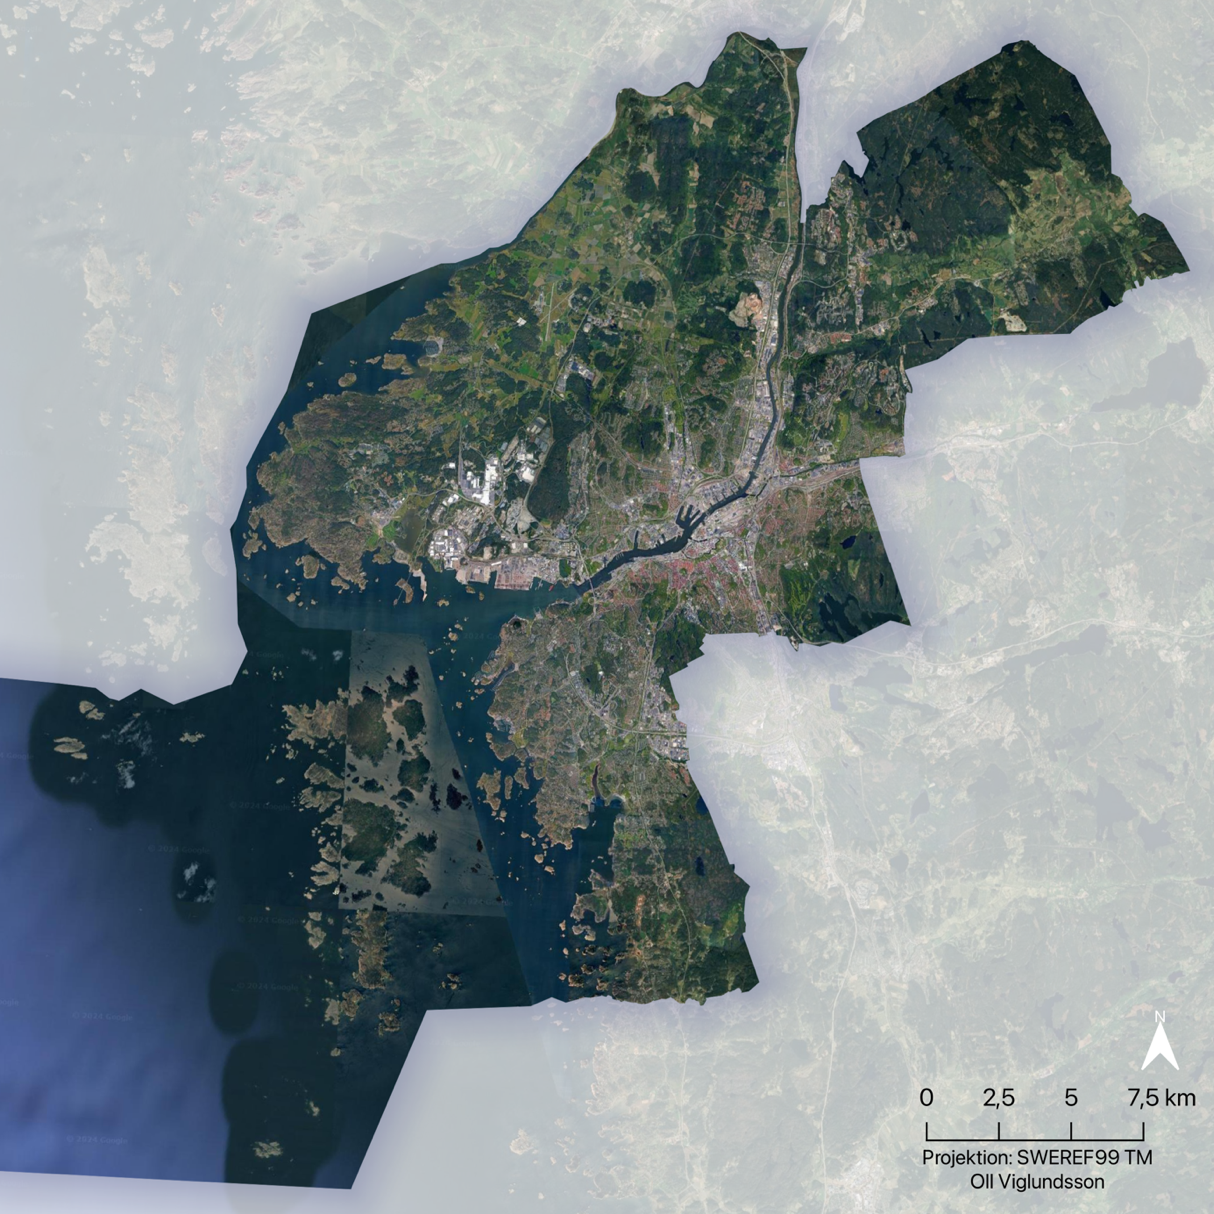 N
0 2,5 5 7,5 km
Projektion: SWEREF99 TM
Oll Viglundsson